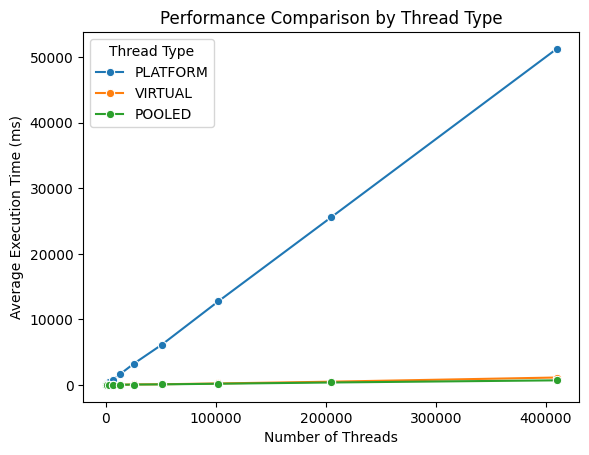 Performance Comparison by Thread Type
Thread Type
PLATFORM
VIRTUAL
POOLED
Average Execution Time (ms)
50000
40000
30000
20000
10000
0
0 100000 200000 300000 400000
Number of Threads